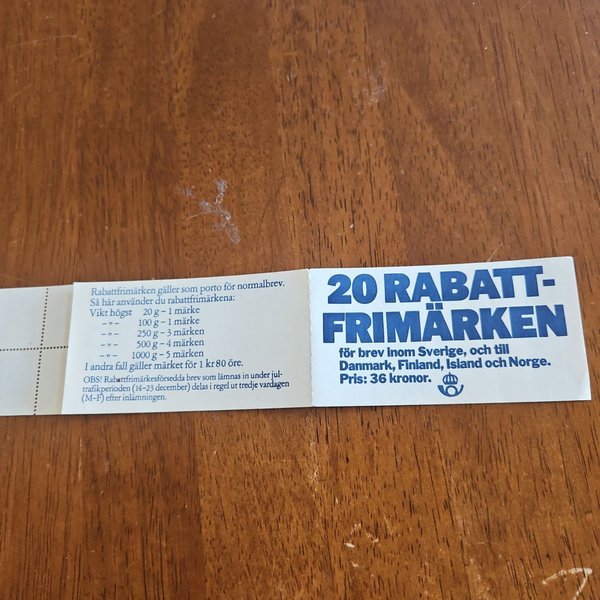 Rabattfrimärken gäller som porto för normalbrev.
Så här använder du rabattfrimärkena:
Vikt högst 20 g – 1 märke
–»– 100 g – 1 märke
–»– 250 g – 3 märken
–»– 500 g – 4 märken
–»– 1000 g – 5 märken
I andra fall gäller märket för 1 kr 80 öre.
OBS! Rabattfrimärkesförsedda brev som lämnas in under jul-
trafikperioden (14–23 december) delas i regel ut tredje vardagen
(M–F) efter inlämningen.
20 RABATT-
FRIMÄRKEN
för brev inom Sverige, och till
Danmark, Finland, Island och Norge.
Pris: 36 kronor.